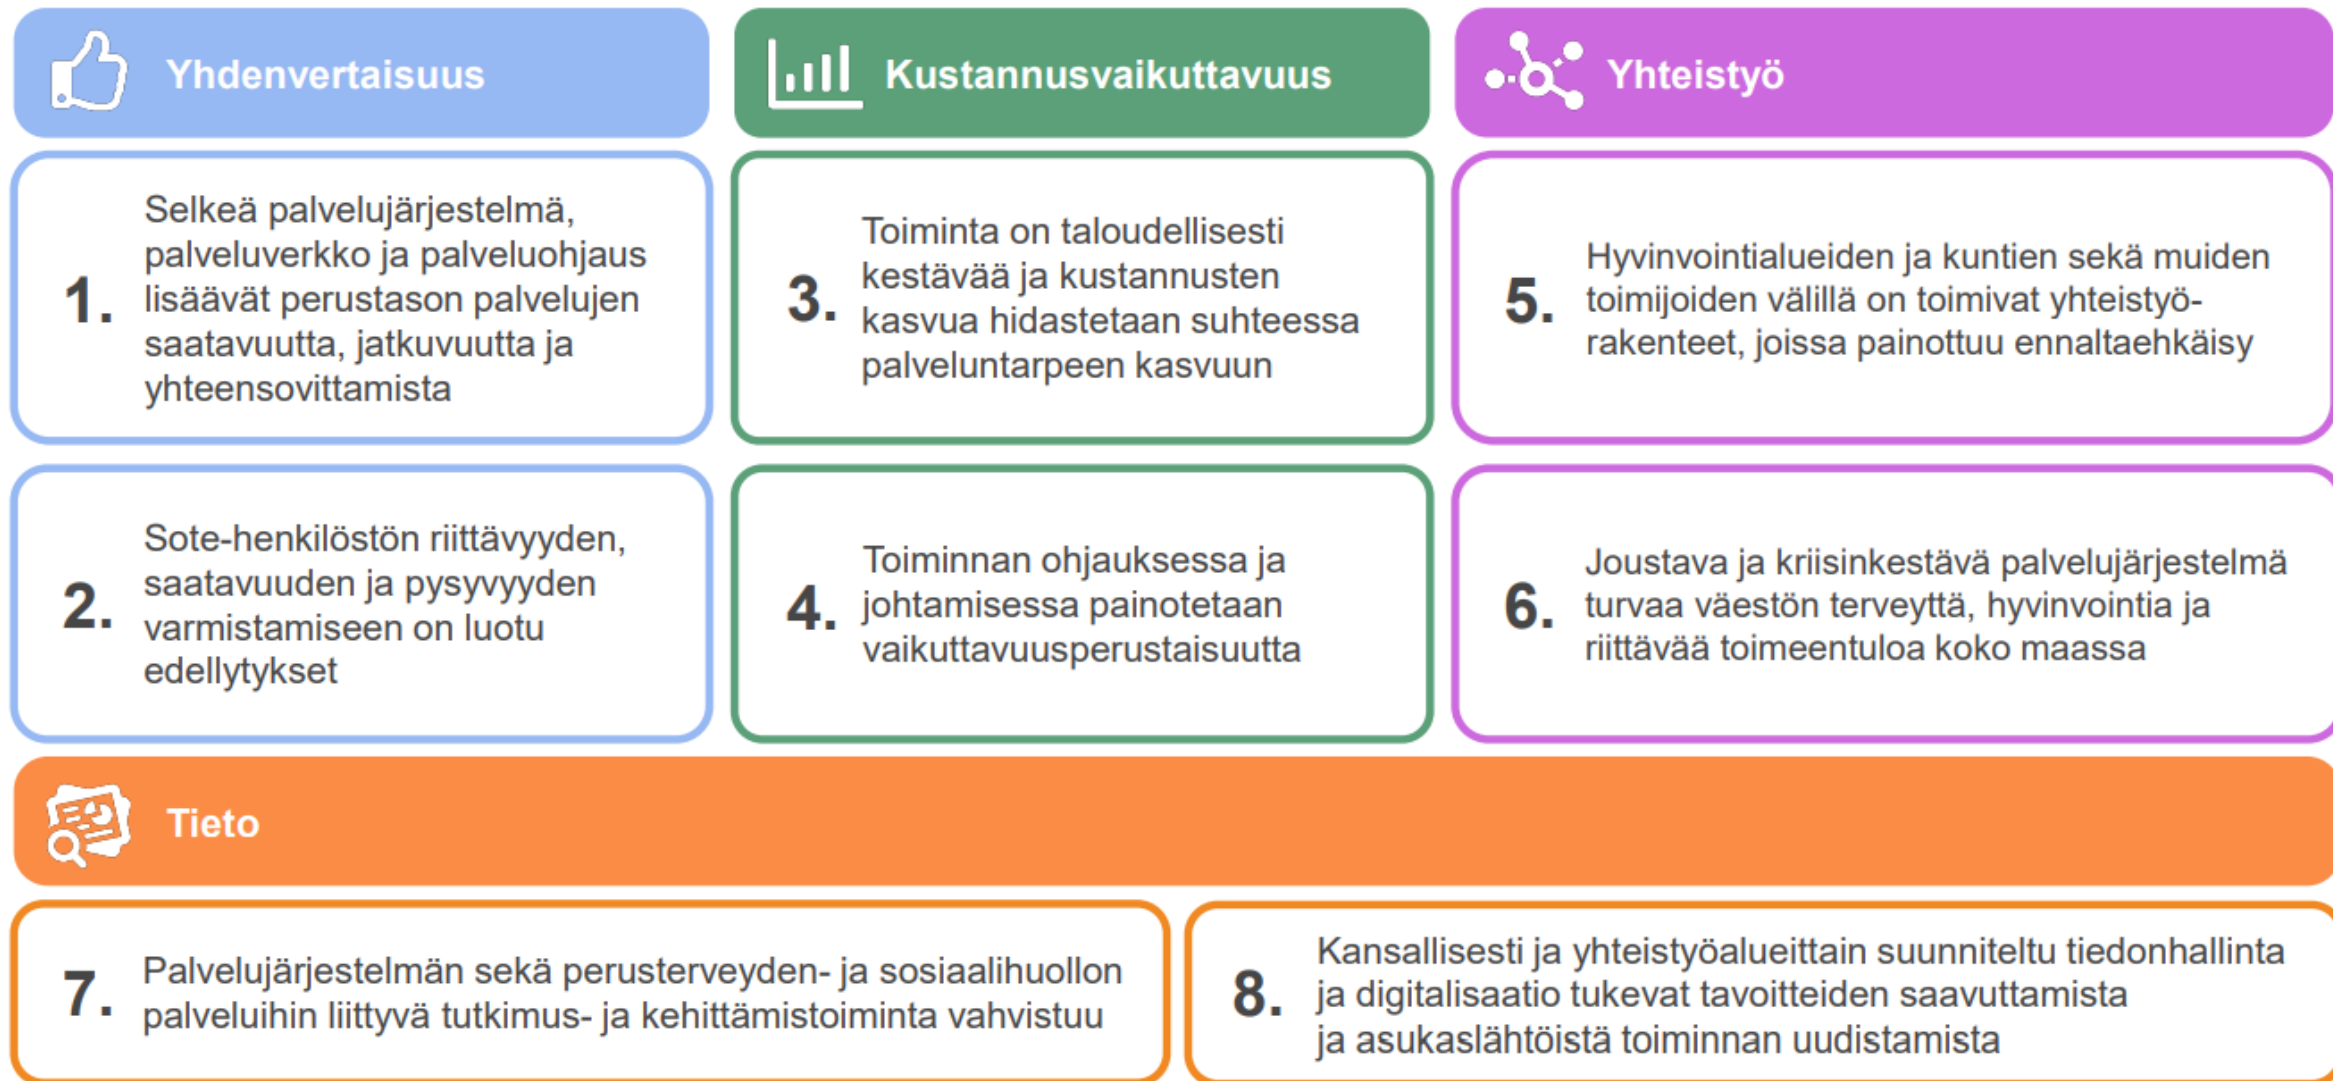 Yhdenvertaisuus
Kustannusvaikuttavuus
Yhteistyö
1.
Selkeä palvelujärjestelmä,
palveluverkko ja palveluohjaus
lisäävät perustason palvelujen
saatavuutta, jatkuvuutta ja
yhteensovittamista
3.
Toiminta on taloudellisesti
kestävää ja kustannusten
kasvua hidastetaan suhteessa
palveluntarpeen kasvuun
5.
Hyvinvointialueiden ja kuntien sekä muiden
toimijoiden välillä on toimivat yhteistyö-
rakenteet, joissa painottuu ennaltaehkäisy
2.
Sote-henkilöstön riittävyyden,
saatavuuden ja pysyvyyden
varmistamiseen on luotu
edellytykset
4.
Toiminnan ohjauksessa ja
johtamisessa painotetaan
vaikuttavuusperustaisuutta
6.
Joustava ja kriisinkestävä palvelujärjestelmä
turvaa väestön terveyttä, hyvinvointia ja
riittävää toimeentuloa koko maassa
Tieto
7.
Palvelujärjestelmän sekä perusterveyden- ja sosiaalihuollon
palveluihin liittyvä tutkimus- ja kehittämistoiminta vahvistuu
8.
Kansallisesti ja yhteistyöalueittain suunniteltu tiedonhallinta
ja digitalisaatio tukevat tavoitteiden saavuttamista
ja asukaslähtöistä toiminnan uudistamista